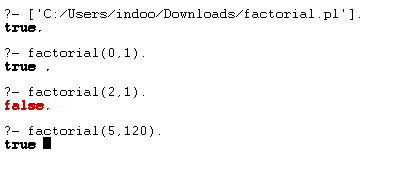 ?- ['C:/Users/indoo/Downloads/factorial.pl'].
true.
?- factorial(0,1).
true .
?- factorial(2,1).
false.
?- factorial(5,120).
true